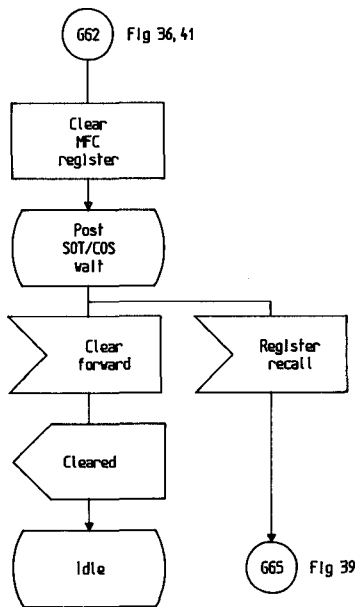 G62 Fig 36, 41
Clear
MFC
register
Post
SOT/COS
wait
Clear
forward
Register
recall
Cleared
Idle
G65 Fig 39